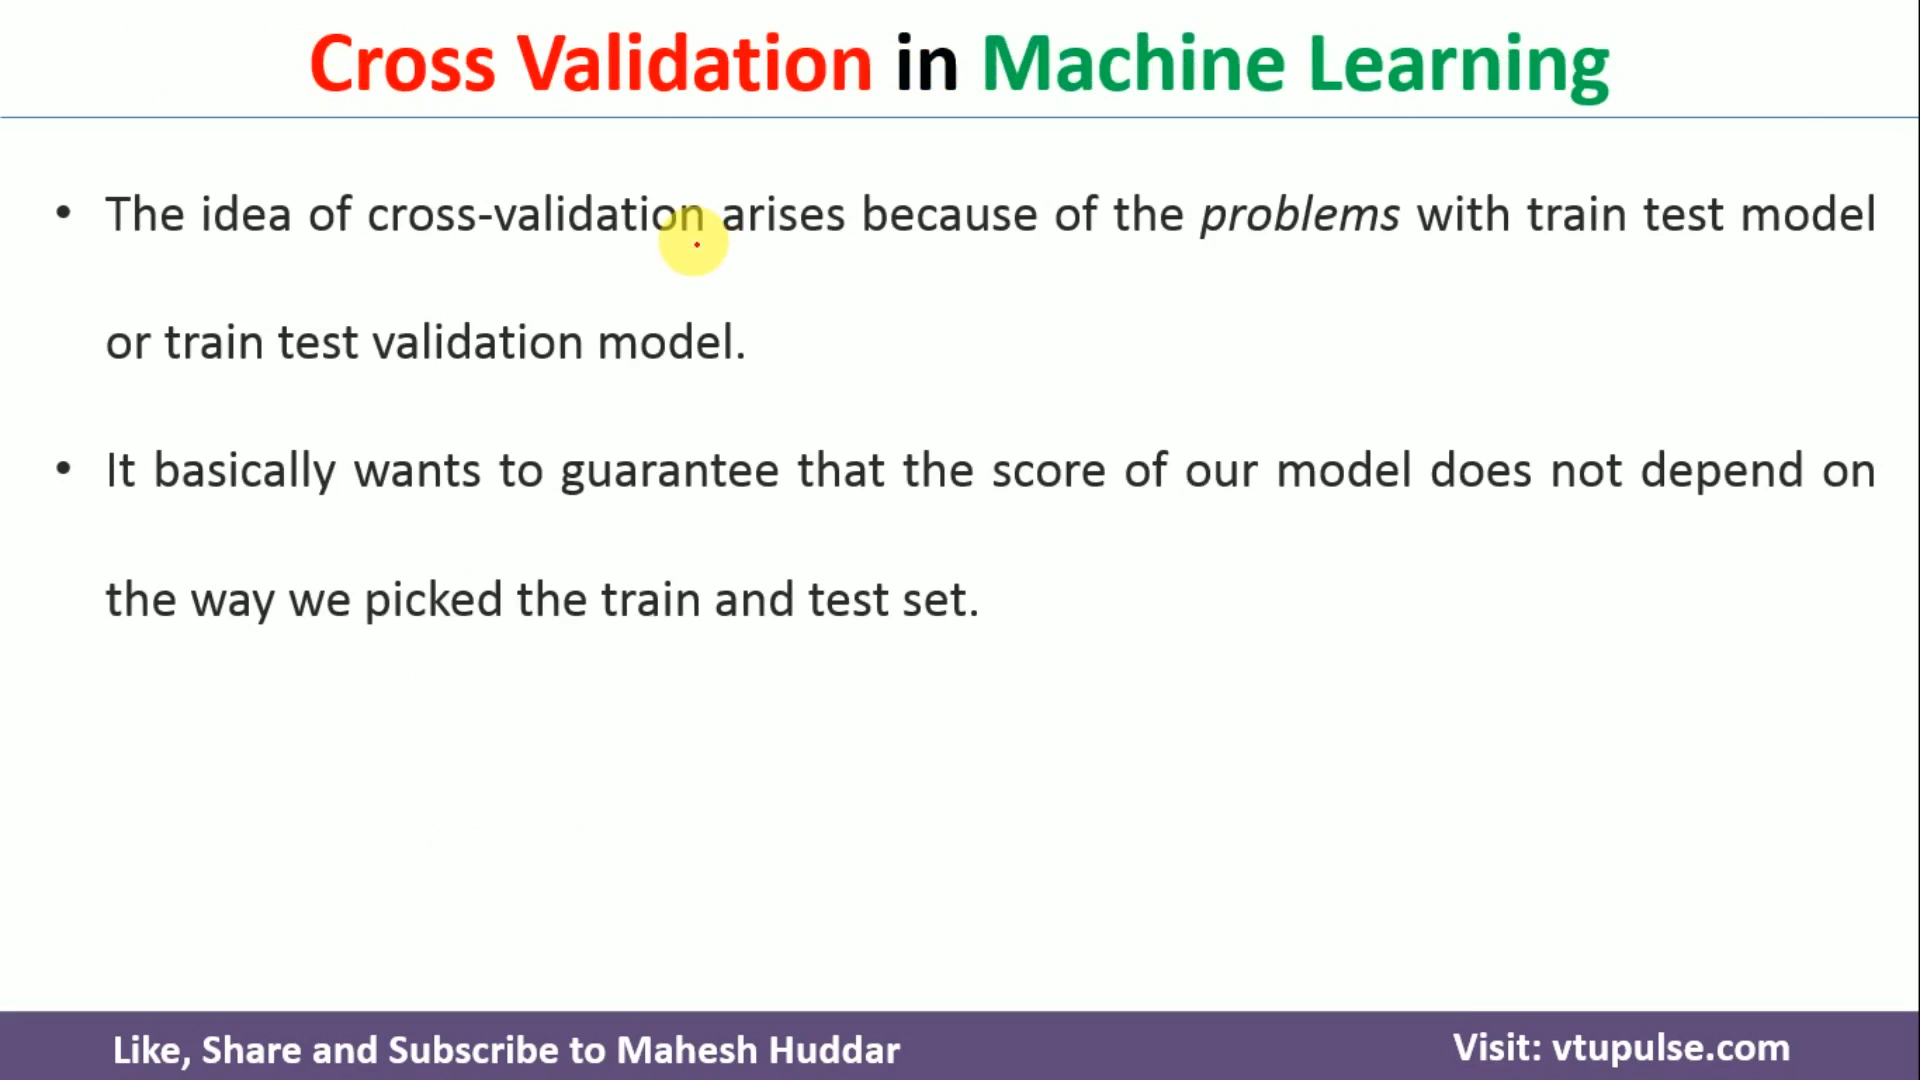 Cross Validation in Machine Learning
• The idea of cross-validation arises because of the problems with train test model
or train test validation model.
• It basically wants to guarantee that the score of our model does not depend on
the way we picked the train and test set.
Like, Share and Subscribe to Mahesh Huddar
Visit: vtupulse.com